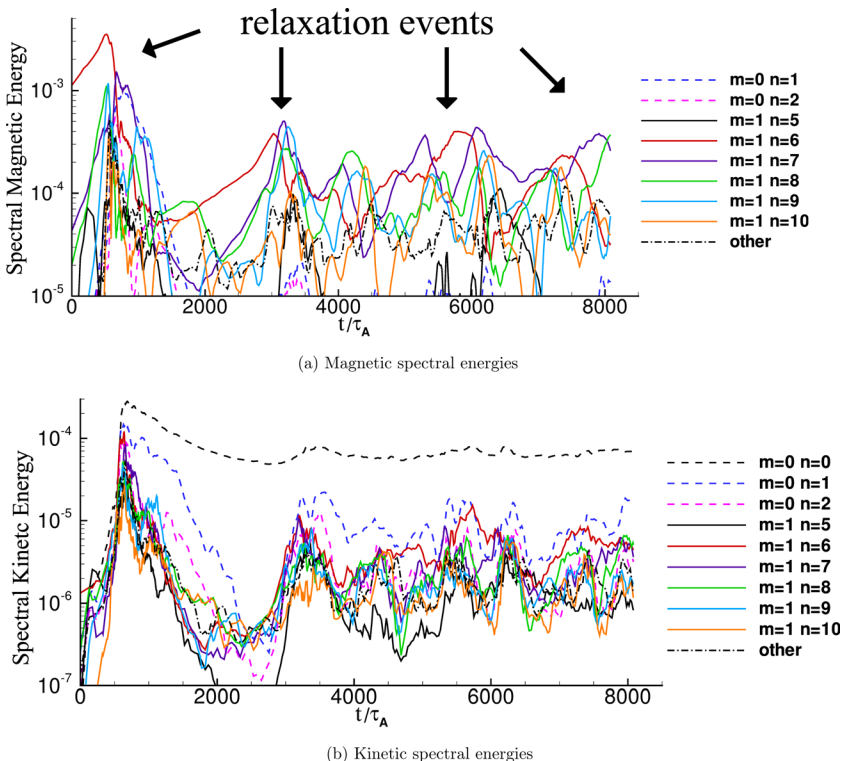 relaxation events
Spectral Magnetic Energy
10^-3
10^-4
10^-5
0
2000
4000
6000
8000
t/τA
m=0 n=1
m=0 n=2
m=1 n=5
m=1 n=6
m=1 n=7
m=1 n=8
m=1 n=9
m=1 n=10
other
(a) Magnetic spectral energies
Spectral Kinetc Energy
10^-4
10^-5
10^-6
10^-7
0
2000
4000
6000
8000
t/τA
m=0 n=0
m=0 n=1
m=0 n=2
m=1 n=5
m=1 n=6
m=1 n=7
m=1 n=8
m=1 n=9
m=1 n=10
other
(b) Kinetic spectral energies